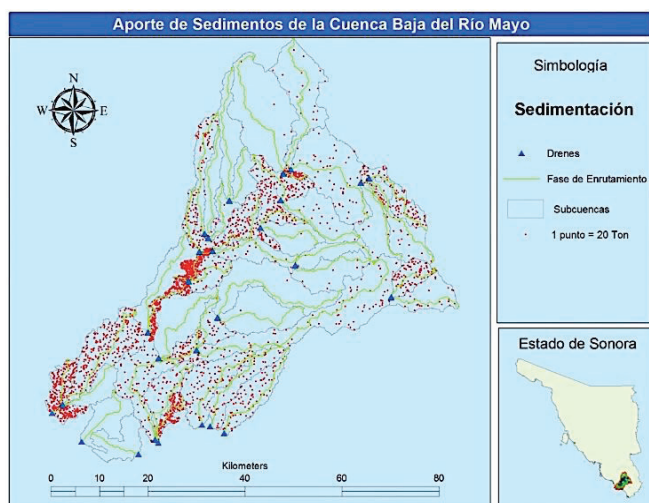 Aporte de Sedimentos de la Cuenca Baja del Río Mayo
N
W E
S
Simbología
Sedimentación
Drenes
Fase de Enrutamiento
Subcuencas
1 punto = 20 Ton
Estado de Sonora
Kilometers
0 10 20 40 60 80